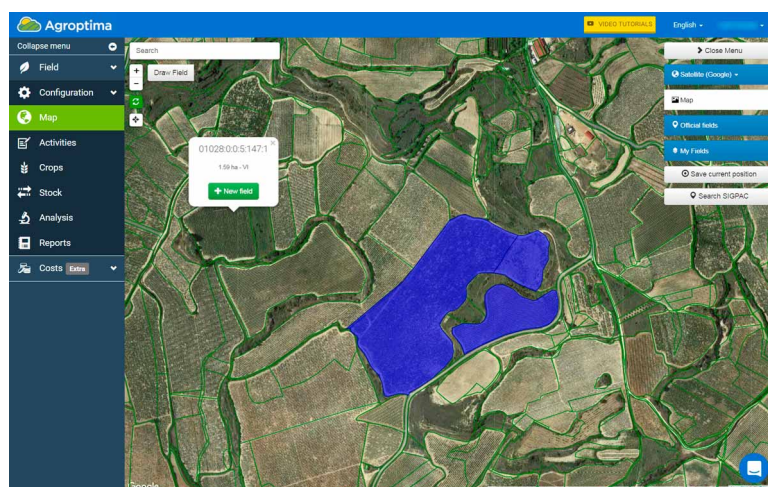 Agroptima
VIDEO TUTORIALS
English
Collapse menu
Field
Configuration
Map
Activities
Crops
Stock
Analysis
Reports
Costs Extra
Search
+
Draw Field
-
01028:0:0:5:147:1 ×
1.59 ha - VI
+ New field
Close Menu
Satellite (Google)
Map
Official fields
My Fields
Save current position
Search SIGPAC
Google